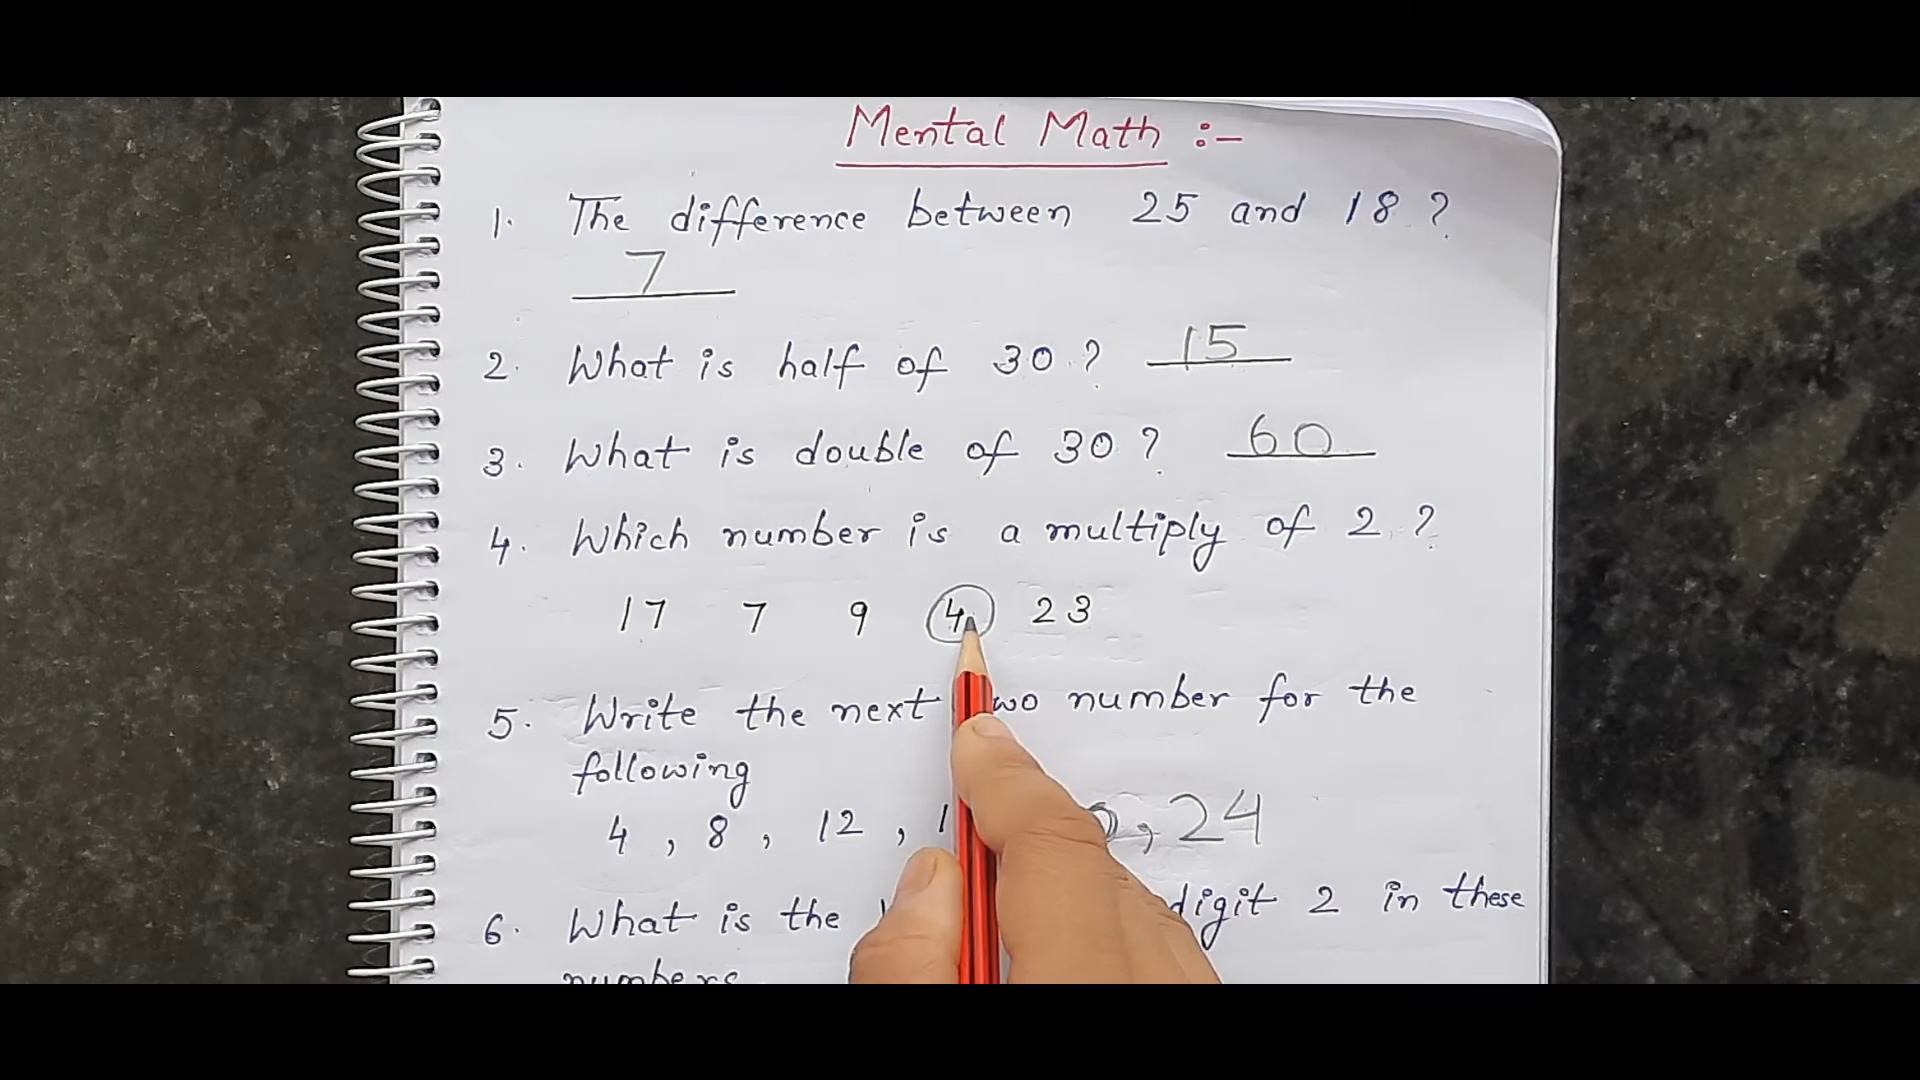 Mental Math :-
1. The difference between 25 and 18 ?
7
2. What is half of 30 ? 15
3. What is double of 30 ? 60
4. Which number is a multiply of 2 ?
17 7 9 4 23
5. Write the next number for the
following
4 , 8 , 12 , , 24
6. What is the digit 2 in these
numbers